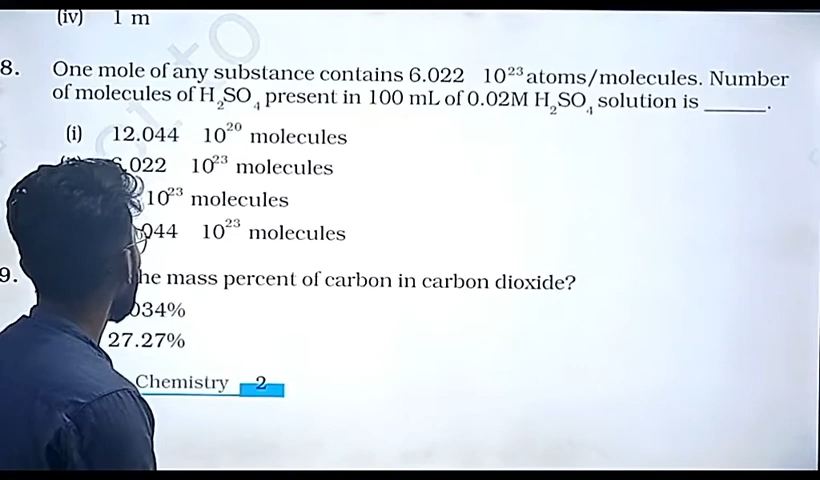 (iv) 1 m
8. One mole of any substance contains 6.022 10²³ atoms/molecules. Number
of molecules of H₂SO₄ present in 100 mL of 0.02M H₂SO₄ solution is ______.
(i) 12.044 10²⁰ molecules
.022 10²³ molecules
10²³ molecules
044 10²³ molecules
9. he mass percent of carbon in carbon dioxide?
034%
27.27%
Chemistry 2